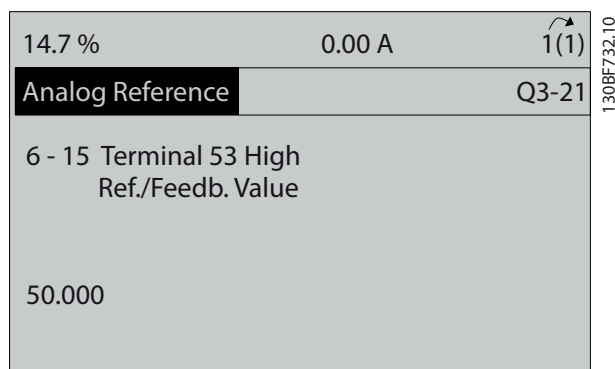 14.7 % 0.00 A 1(1)
Analog Reference Q3-21
6 - 15 Terminal 53 High
Ref./Feedb. Value
50.000
130BF732.10